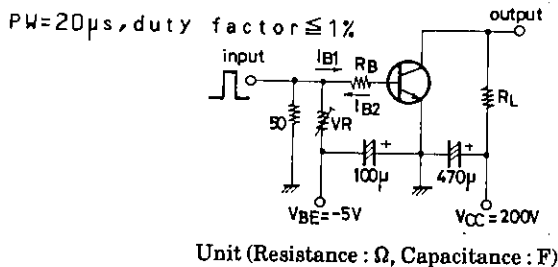 PW=20μs, duty factor≦1%
output
input
IB1
RB
IB2
50
VR
RL
100μ
470μ
VBE=-5V
VCC=200V
Unit (Resistance : Ω, Capacitance : F)